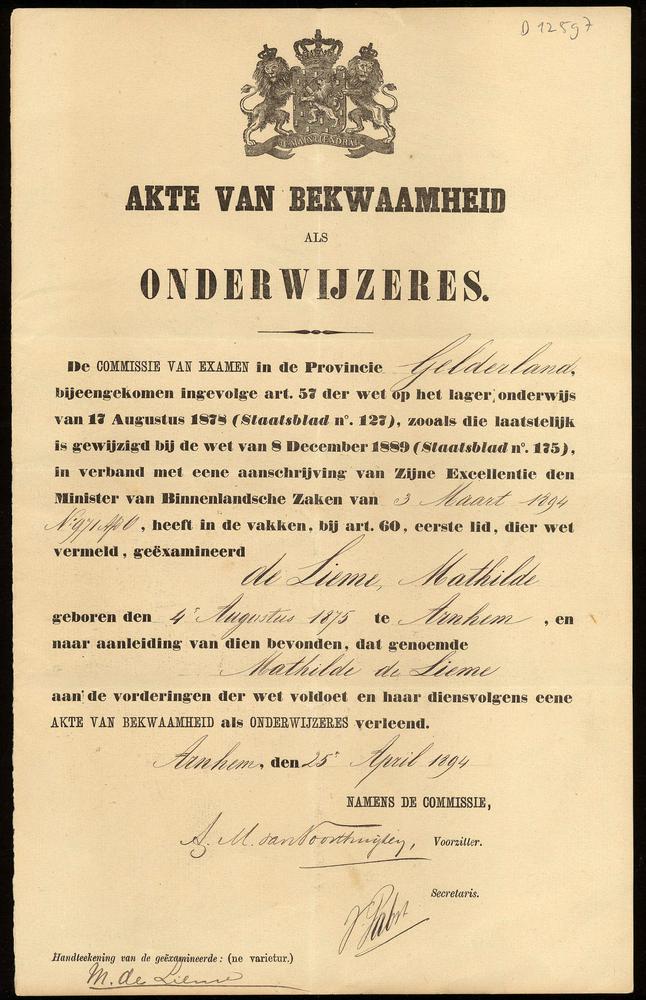 D 12597
JE MAINTIENDRAI
AKTE VAN BEKWAAMHEID
ALS
ONDERWIJZERES.
De COMMISSIE VAN EXAMEN in de Provincie Gelderland,
bijeengekomen ingevolge art. 57 der wet op het lager onderwijs
van 17 Augustus 1878 (Staatsblad n°. 127), zooals die laatstelijk
is gewijzigd bij de wet van 8 December 1889 (Staatsblad n°. 175),
in verband met eene aanschrijving van Zijne Excellentie den
Minister van Binnenlandsche Zaken van 3 Maart 1894
, heeft in de vakken, bij art. 60, eerste lid, dier wet
vermeld, geëxamineerd
de Lieme, Mathilde
geboren den 4e Augustus 1875 te Arnhem, en
naar aanleiding van dien bevonden, dat genoemde
Mathilde de Lieme
aan de vorderingen der wet voldoet en haar diensvolgens eene
AKTE VAN BEKWAAMHEID als ONDERWIJZERES verleend.
Arnhem, den 25e April 1894
NAMENS DE COMMISSIE,
A. M. van Voorthuijsen, Voorzitter.
Secretaris.
Pabst
Handteekening van de geëxamineerde: (ne varietur.)
M. de Lieme